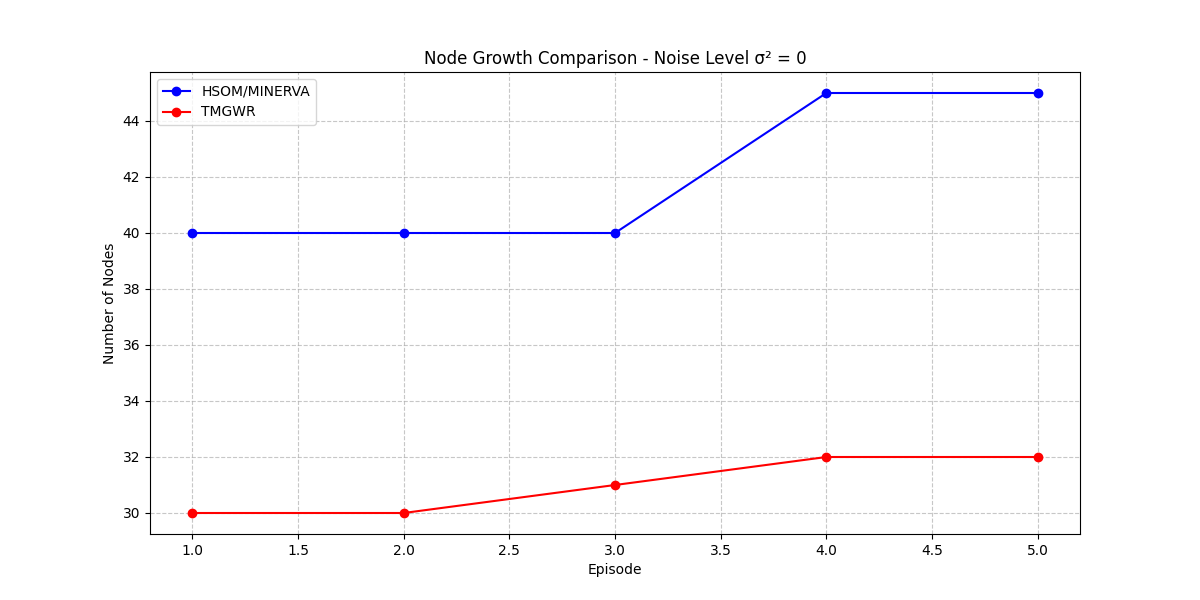 Node Growth Comparison - Noise Level σ² = 0
HSOM/MINERVA
TMGWR
Number of Nodes
44
42
40
38
36
34
32
30
1.0 1.5 2.0 2.5 3.0 3.5 4.0 4.5 5.0
Episode